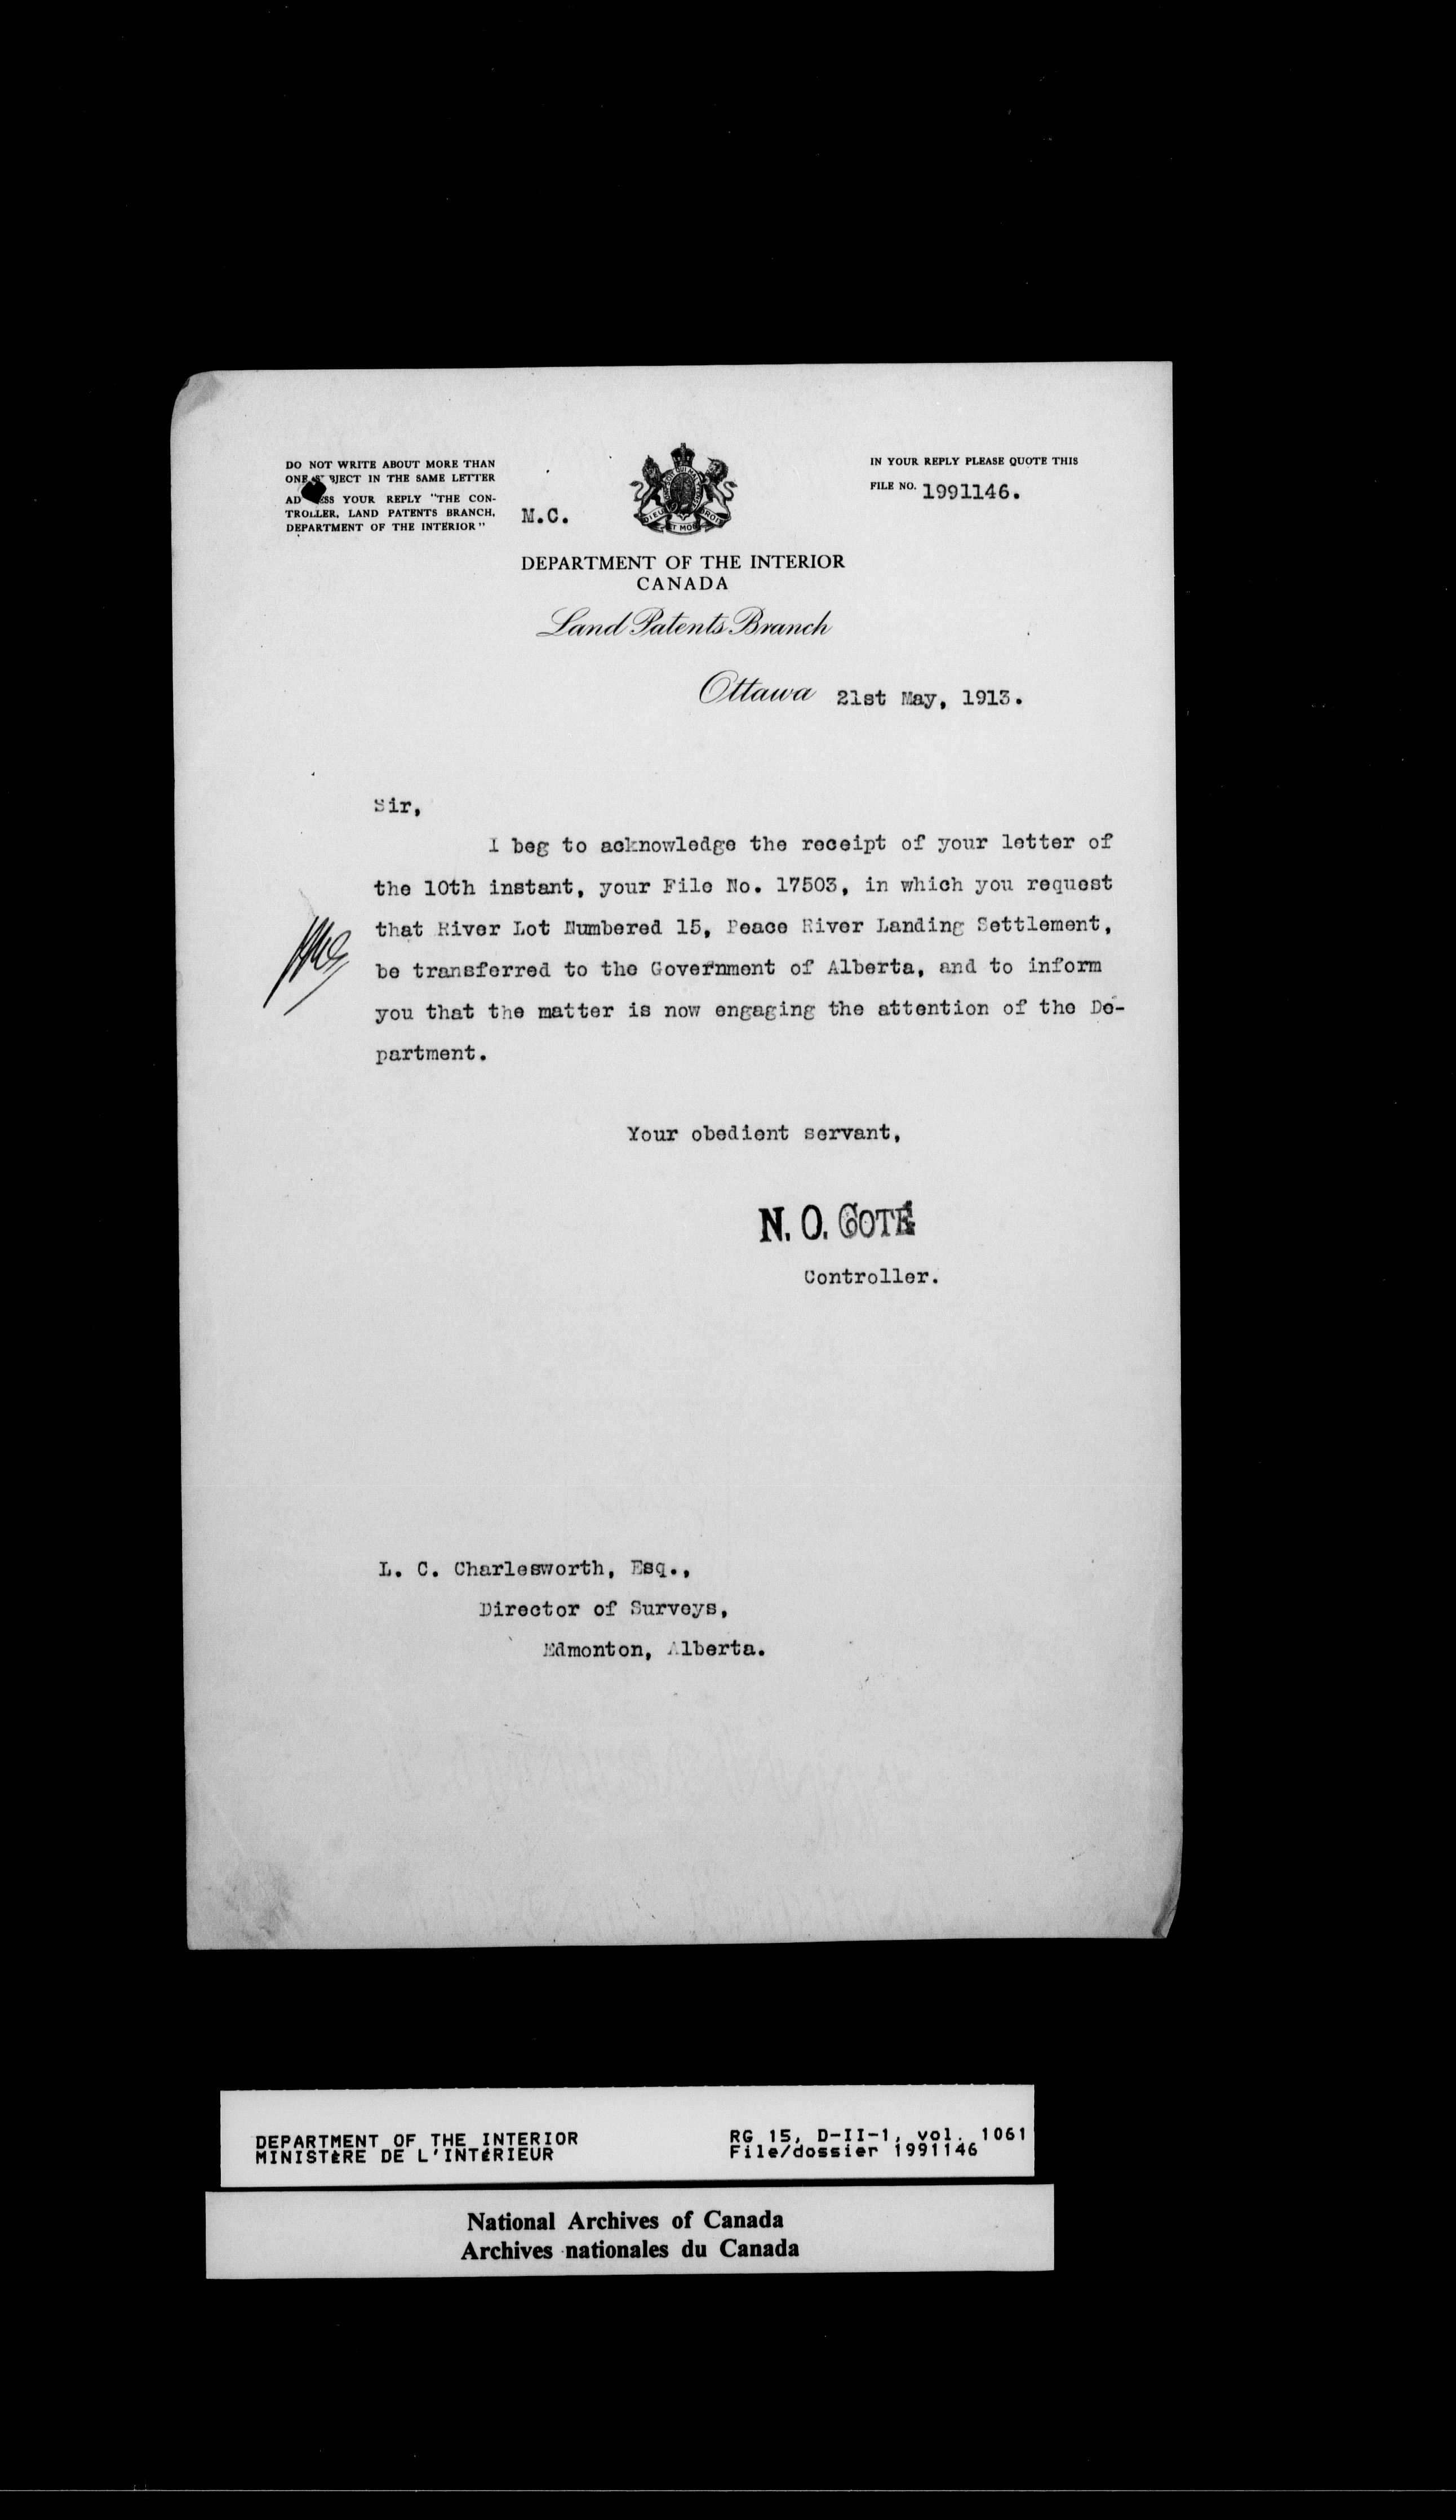 DO NOT WRITE ABOUT MORE THAN
ONE SUBJECT IN THE SAME LETTER
ADDRESS YOUR REPLY "THE CON-
TROLLER, LAND PATENTS BRANCH,
DEPARTMENT OF THE INTERIOR"
M.C.
IN YOUR REPLY PLEASE QUOTE THIS
FILE NO. 1991146.
DIEU ET MON DROIT
DEPARTMENT OF THE INTERIOR
CANADA
Land Patents Branch
Ottawa 21st May, 1913.
Sir,
I beg to acknowledge the receipt of your letter of
the 10th instant, your File No. 17503, in which you request
that River Lot Numbered 15, Peace River Landing Settlement,
be transferred to the Government of Alberta, and to inform
you that the matter is now engaging the attention of the De-
partment.
Your obedient servant,
N. O. COTÉ
Controller.
L. C. Charlesworth, Esq.,
Director of Surveys,
Edmonton, Alberta.
DEPARTMENT OF THE INTERIOR
MINISTÈRE DE L'INTÉRIEUR
RG 15, D-II-1, vol. 1061
File/dossier 1991146
National Archives of Canada
Archives nationales du Canada